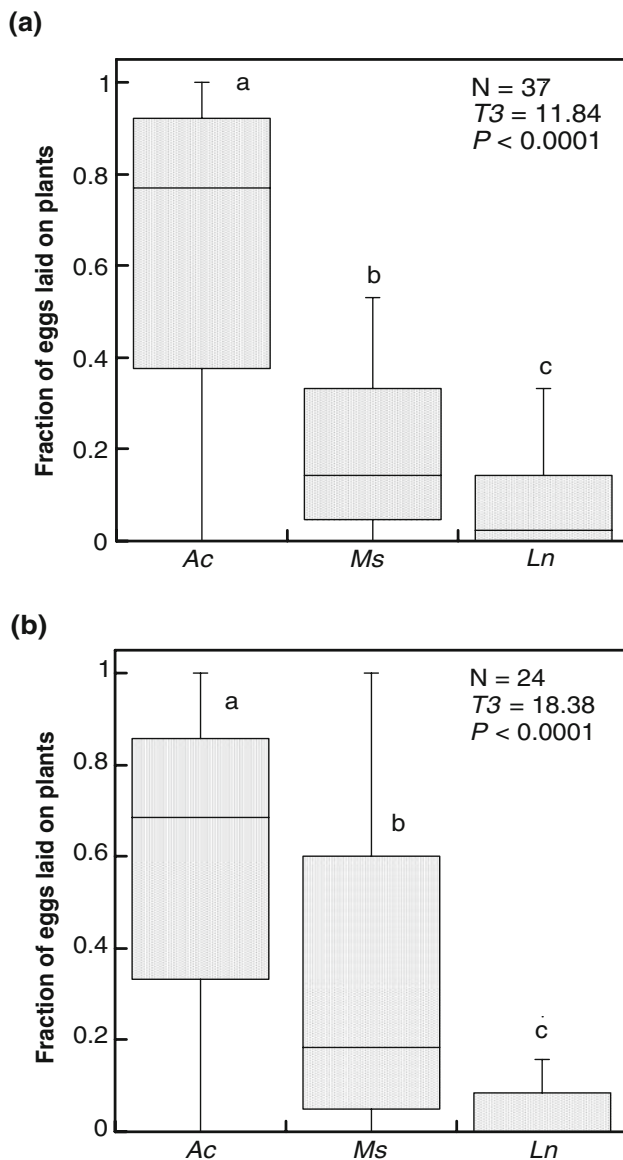 (a)
Fraction of eggs laid on plants
1
0.8
0.6
0.4
0.2
0
a
b
c
N = 37
T3 = 11.84
P < 0.0001
Ac
Ms
Ln
(b)
Fraction of eggs laid on plants
1
0.8
0.6
0.4
0.2
0
a
b
c
N = 24
T3 = 18.38
P < 0.0001
Ac
Ms
Ln